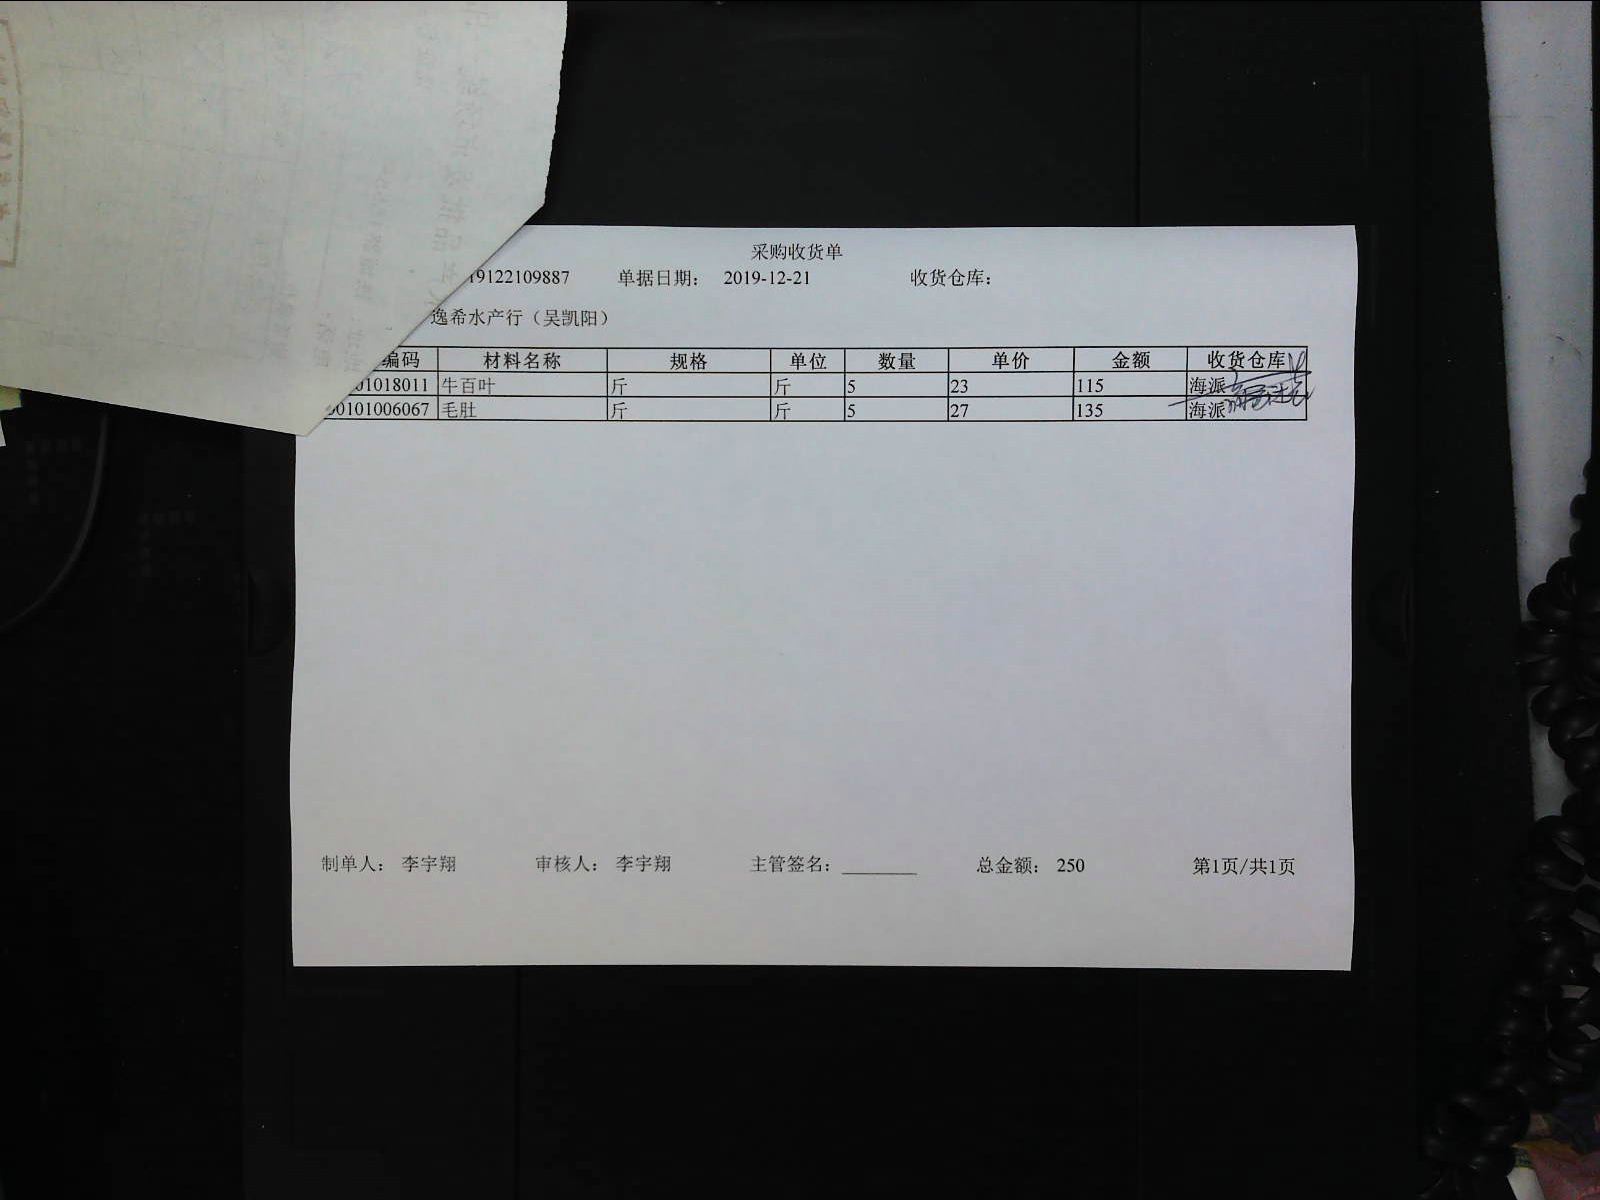 采购收货单
19122109887 单据日期: 2019-12-21 收货仓库:
逸希水产行（吴凯阳）
编码 材料名称 规格 单位 数量 单价 金额 收货仓库
01018011 牛百叶 斤 斤 5 23 115 海派
00101006067 毛肚 斤 斤 5 27 135 海派
制单人: 李宇翔 审核人: 李宇翔 主管签名: 总金额: 250 第1页/共1页